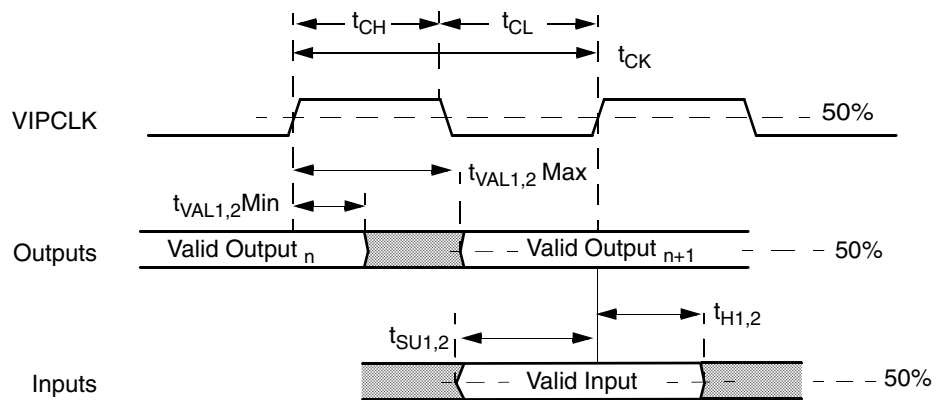 tCH tCL
tCK
VIPCLK 50%
tVAL1,2 Max
tVAL1,2Min
Outputs Valid Output n Valid Output n+1 50%
tSU1,2 tH1,2
Inputs Valid Input 50%